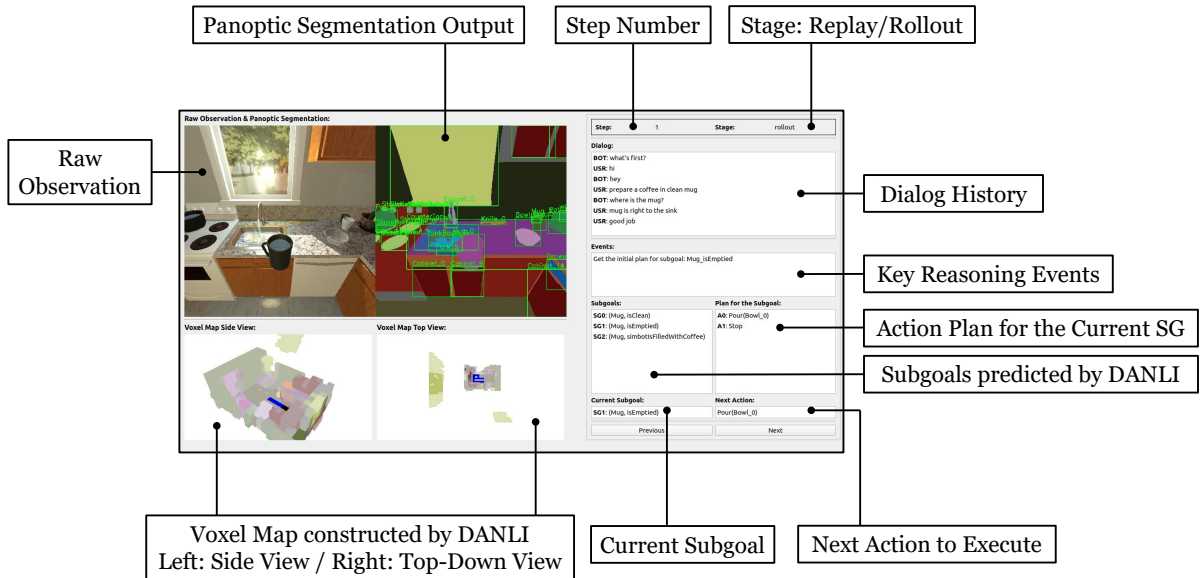 Panoptic Segmentation Output
Step Number
Stage: Replay/Rollout
Raw
Observation
Raw Observation & Panoptic Segmentation:
Step:
1
Stage:
rollout
Dialog:
BOT: what's first?
USR: hi
BOT: hey
USR: prepare a coffee in clean mug
BOT: where is the mug?
USR: mug is right to the sink
USR: good job
Dialog History
Events:
Get the initial plan for subgoal: Mug_isEmptied
Key Reasoning Events
Subgoals:
SG0: (Mug, isClean)
SG1: (Mug, isEmptied)
SG2: (Mug, simbotIsFilledWithCoffee)
Plan for the Subgoal:
A0: Pour(Bowl_0)
A1: Stop
Action Plan for the Current SG
Subgoals predicted by DANLI
Voxel Map Side View:
Voxel Map Top View:
Current Subgoal:
SG1: (Mug, isEmptied)
Next Action:
Pour(Bowl_0)
Previous
Next
Voxel Map constructed by DANLI
Left: Side View / Right: Top-Down View
Current Subgoal
Next Action to Execute
Faucet_0
Knife_0
Cabinet_0